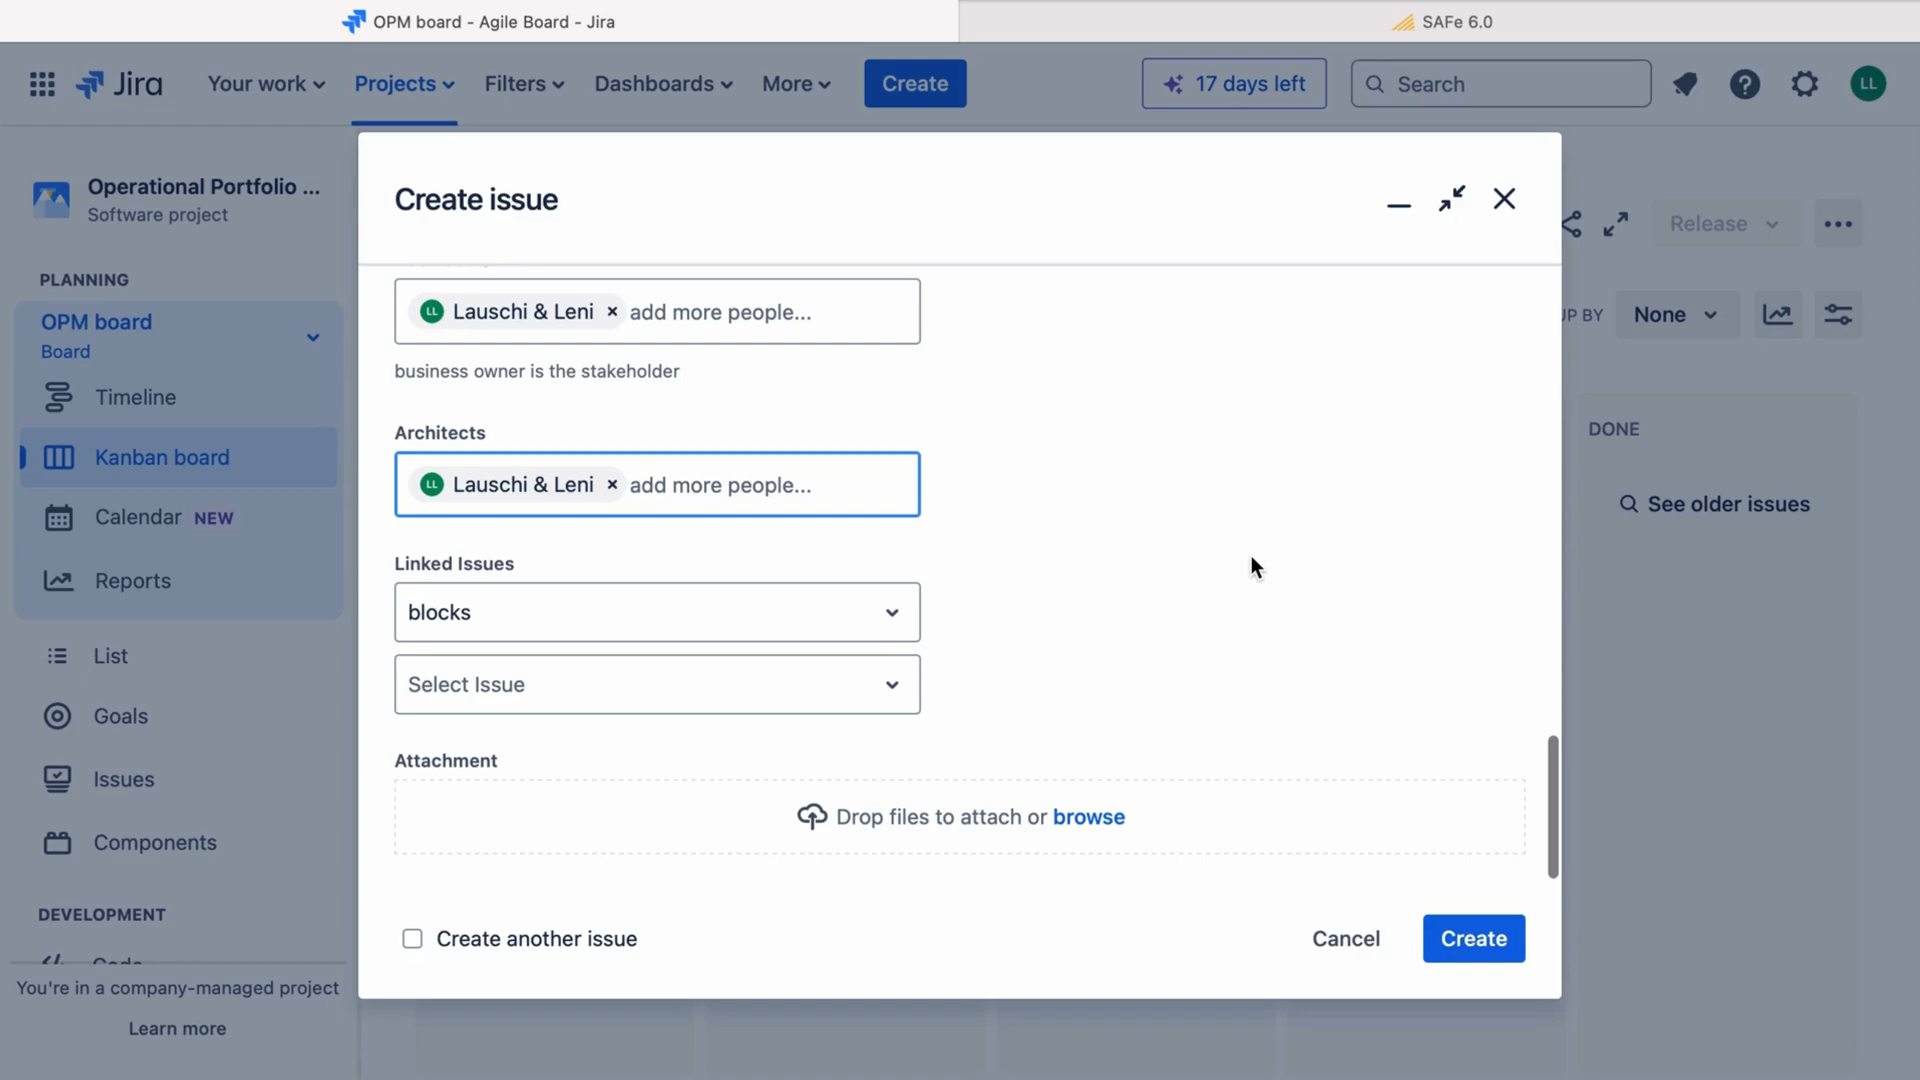 OPM board - Agile Board - Jira
SAFe 6.0
Jira
Your work
Projects
Filters
Dashboards
More
Create
17 days left
Search
LL
Operational Portfolio ...
Software project
PLANNING
OPM board
Board
Timeline
Kanban board
Calendar NEW
Reports
List
Goals
Issues
Components
DEVELOPMENT
You're in a company-managed project
Learn more
Create issue
LL Lauschi & Leni × add more people...
business owner is the stakeholder
Architects
LL Lauschi & Leni × add more people...
Linked Issues
blocks
Select Issue
Attachment
Drop files to attach or browse
Create another issue
Cancel
Create
Release
UP BY
None
DONE
See older issues